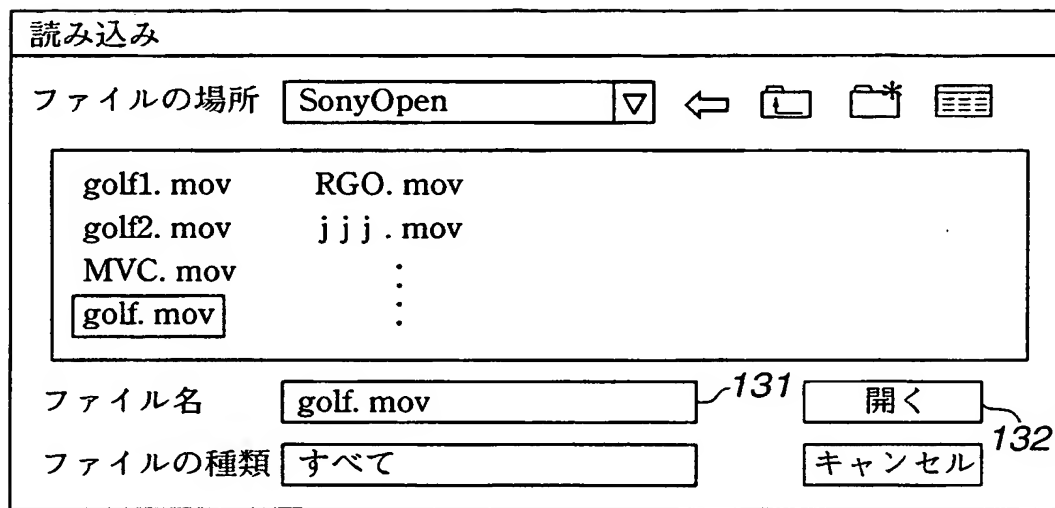 読み込み
ファイルの場所 SonyOpen
golf1. mov RGO. mov
golf2. mov jjj. mov
MVC. mov
golf. mov
ファイル名 golf. mov 131 開く
132
ファイルの種類 すべて キャンセル